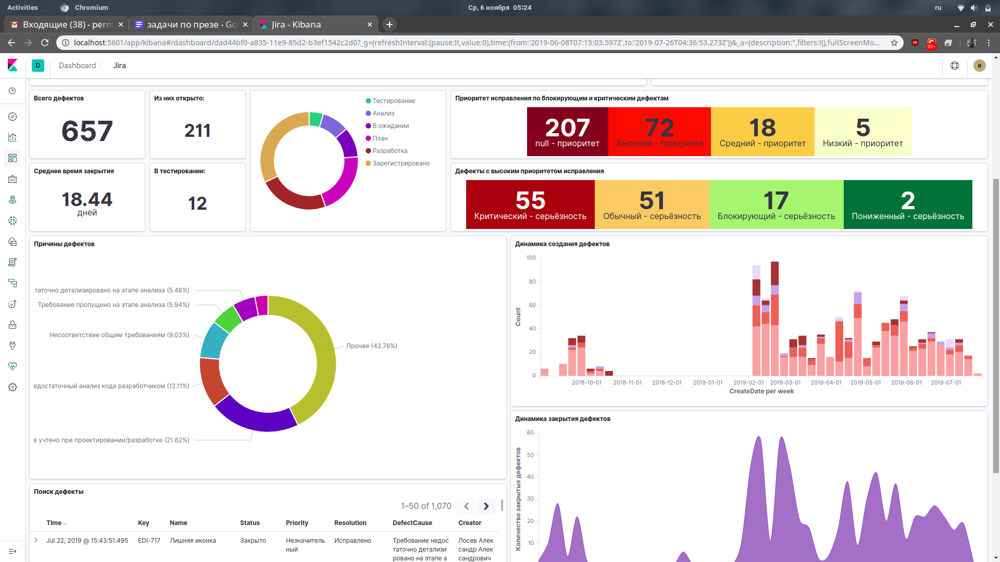 Activities
Chromium
Ср, 6 ноября 05:24
ru
Входящие (38) - perm
задачи по презе - Go
Jira - Kibana
localhost:5601/app/kibana#/dashboard/dad44bf0-a835-11e9-85d2-b3ef1542c2d0?_g=(refreshInterval:(pause:!t,value:0),time:(from:'2019-06-08T07:15:03.597Z',to:'2019-07-26T04:36:53.273Z'))&_a=(description:'',filters:!(),fullScreenMo...
99+
D
Dashboard / Jira
e
Всего дефектов
657
Из них открыто:
211
Среднее время закрытия
18.44
дней
В тестировании:
12
Тестирование
Анализ
В ожидании
План
Разработка
Зарегистрировано
Приоритет исправления по блокирующим и критическим дефектам
207 72 18 5
null - приоритет Высокий - приоритет Средний - приоритет Низкий - приоритет
Дефекты с высоким приоритетом исправления
55 51 17 2
Критический - серьёзность Обычный - серьёзность Блокирующий - серьёзность Пониженный - серьёзность
Причины дефектов
таточно детализировано на этапе анализа (5.46%)
Требование пропущено на этапе анализа (5.94%)
Несоответствие общим требованиям (9.03%)
Прочее (42.76%)
едостаточный анализ кода разработчиком (12.11%)
е учтено при проектировании/разработке (21.62%)
Динамика создания дефектов
100
80
60
40
20
0
Count
2018-10-01 2018-11-01 2018-12-01 2019-01-01 2019-02-01 2019-03-01 2019-04-01 2019-05-01 2019-06-01 2019-07-01
CreateDate per week
Динамика закрытия дефектов
60
50
40
30
20
10
Количество закрытых дефектов
Поиск дефекты
1–50 of 1,070
Time Key Name Status Priority Resolution DefectCause Creator
Jul 22, 2019 @ 15:43:51.495 EDI-717 Лишняя иконка Закрыто Незначитель Исправлено Требование недос Лосев Алек
ный таточно детализи сандр Алек
ровано на этапе а сандрович